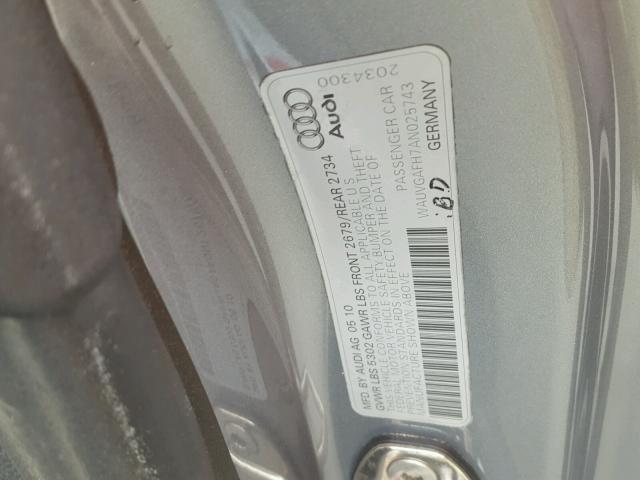 2034300
AUDI
MFD BY AUDI AG 05 10
GVWR LBS 5302 GAWR LBS FRONT 2679/REAR 2734
VEHICLE CONFORMS TO ALL APPLICABLE U S
FEDERAL MOTOR VEHICLE SAFETY BUMPER AND THEFT
PREVENTION STANDARDS IN EFFECT ON THE DATE OF
MANUFACTURE SHOWN ABOVE
PASSENGER CAR
WAUVGAFH7AN025743
GERMANY